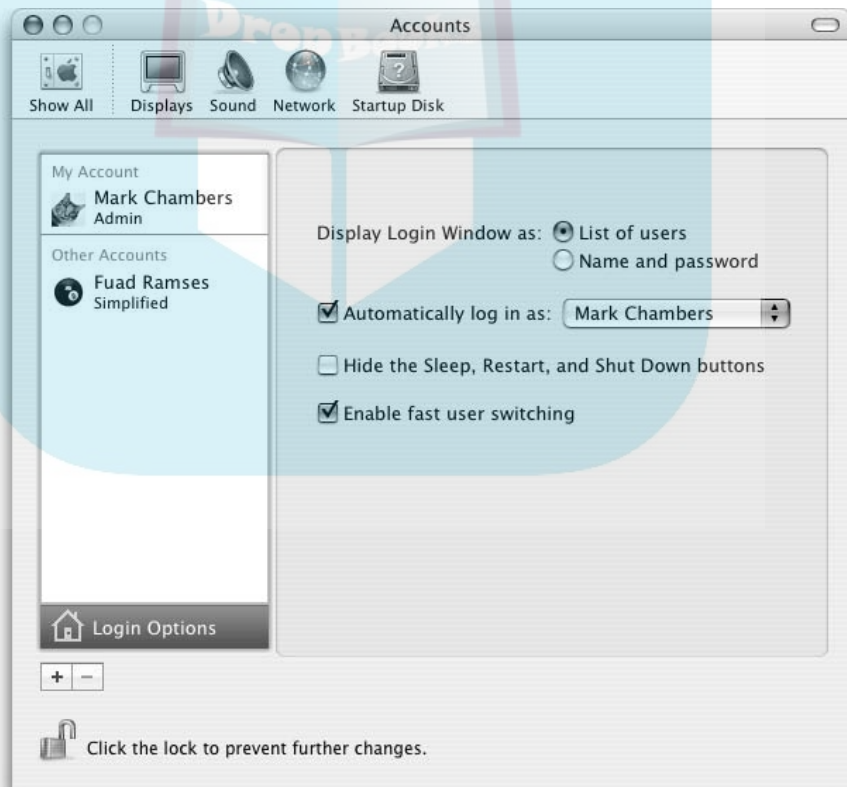 Accounts
Drop Books
Show All
Displays
Sound
Network
Startup Disk
My Account
Mark Chambers
Admin
Other Accounts
Fuad Ramses
Simplified
Login Options
Display Login Window as:
List of users
Name and password
Automatically log in as:
Mark Chambers
Hide the Sleep, Restart, and Shut Down buttons
Enable fast user switching
Click the lock to prevent further changes.